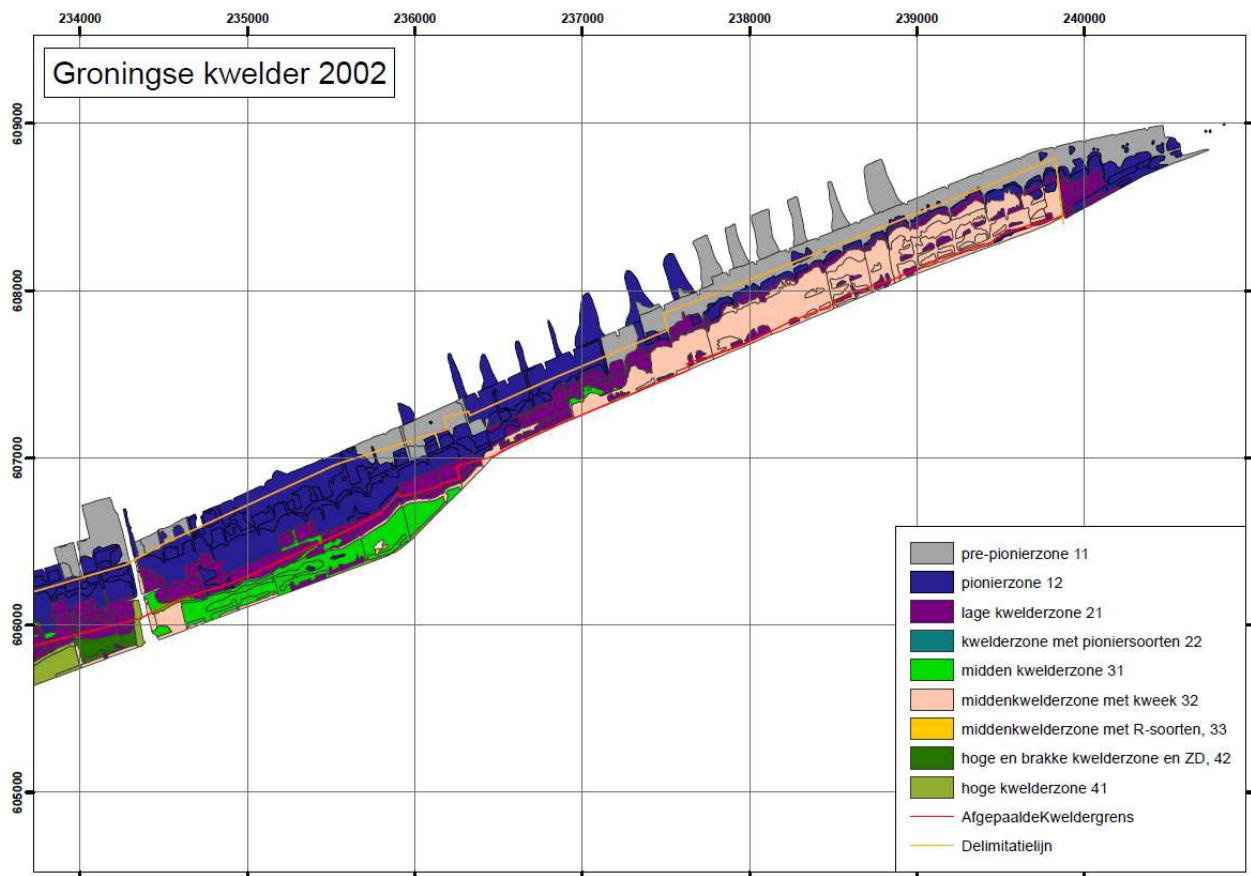 234000 235000 236000 237000 238000 239000 240000
Groningse kwelder 2002
609000
608000
607000
606000
605000
pre-pionierzone 11
pionierzone 12
lage kwelderzone 21
kwelderzone met pioniersoorten 22
midden kwelderzone 31
middenkwelderzone met kweek 32
middenkwelderzone met R-soorten, 33
hoge en brakke kwelderzone en ZD, 42
hoge kwelderzone 41
AfgepaaldeKweldergrens
Delimitatielijn